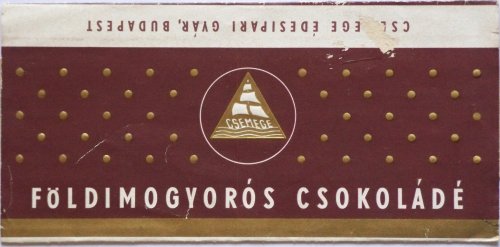 CSEMEGE ÉDESIPARI GYÁR, BUDAPEST
CSEMEGE
FÖLDIMOGYORÓS CSOKOLÁDÉ